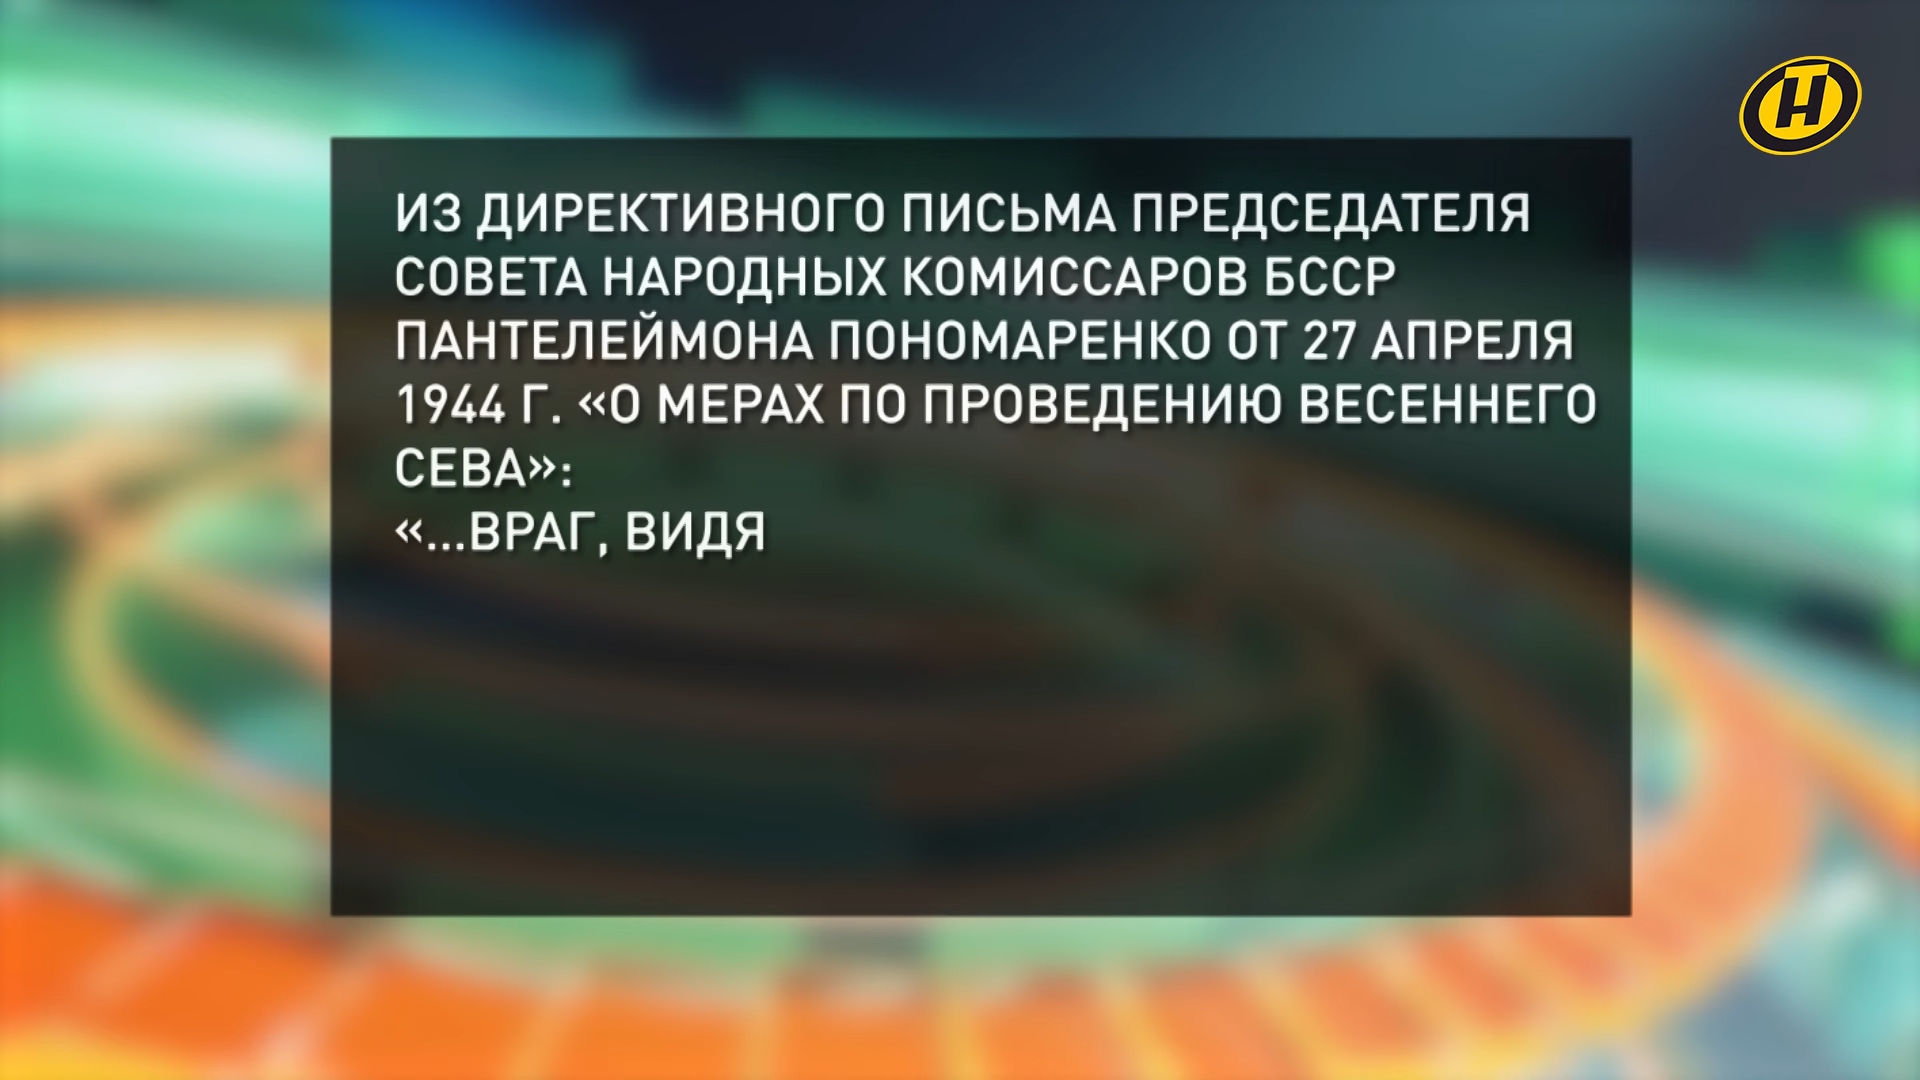 ИЗ ДИРЕКТИВНОГО ПИСЬМА ПРЕДСЕДАТЕЛЯ
СОВЕТА НАРОДНЫХ КОМИССАРОВ БССР
ПАНТЕЛЕЙМОНА ПОНОМАРЕНКО ОТ 27 АПРЕЛЯ
1944 Г. «О МЕРАХ ПО ПРОВЕДЕНИЮ ВЕСЕННЕГО
СЕВА»:
«...ВРАГ, ВИДЯ
ОНТ